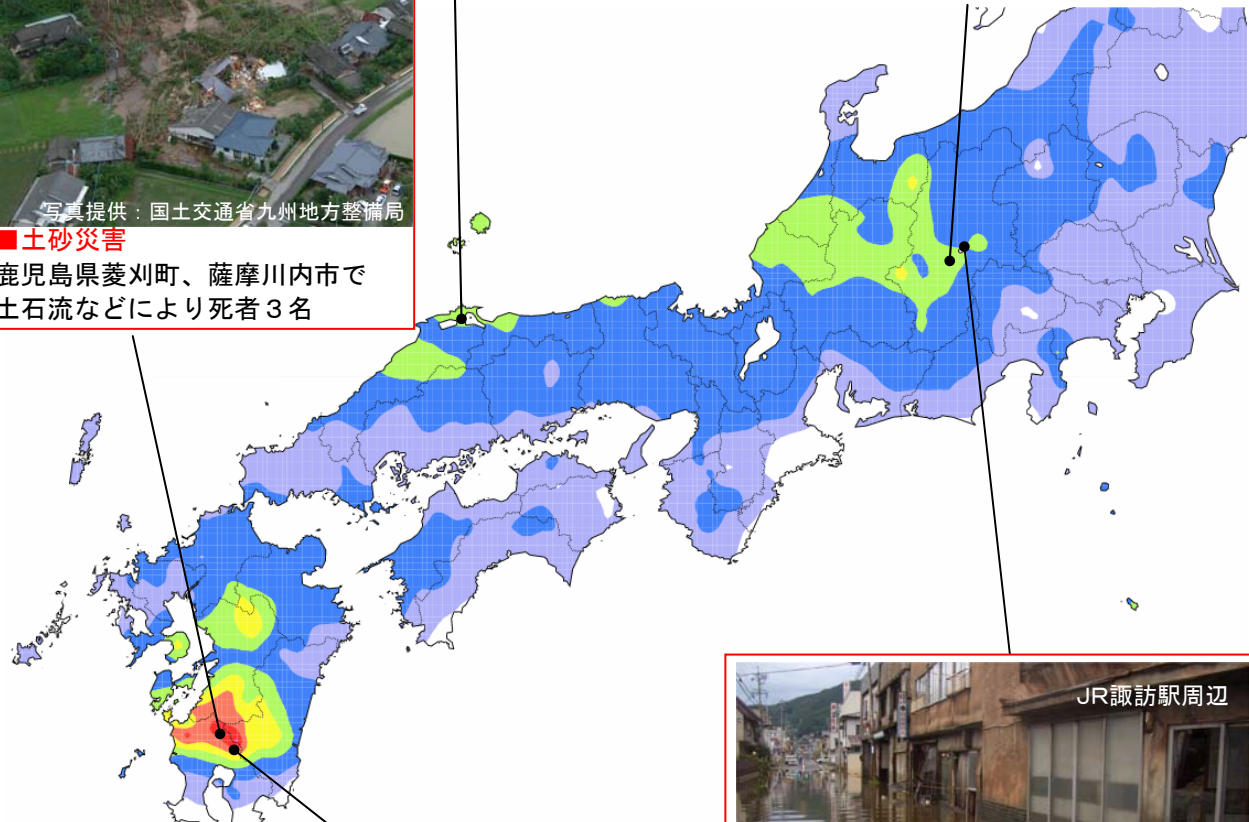 写真提供：国土交通省九州地方整備局
■土砂災害
鹿児島県菱刈町、薩摩川内市で
土石流などにより死者３名
JR諏訪駅周辺